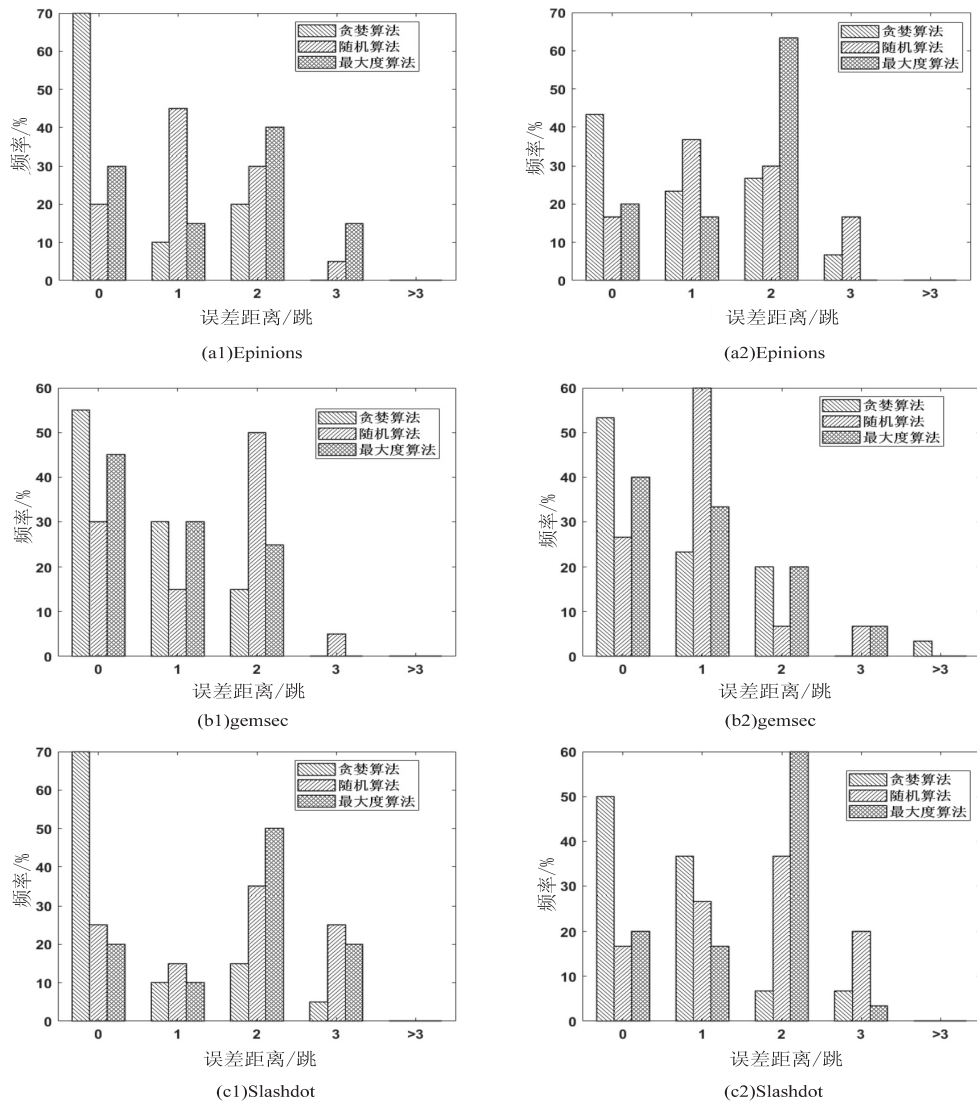 70
60
50
40
30
20
10
0
频率/%
贪婪算法
随机算法
最大度算法
0 1 2 3 >3
误差距离/跳
(a1)Epinions
70
60
50
40
30
20
10
0
频率/%
贪婪算法
随机算法
最大度算法
0 1 2 3 >3
误差距离/跳
(a2)Epinions
60
50
40
30
20
10
0
频率/%
贪婪算法
随机算法
最大度算法
0 1 2 3 >3
误差距离/跳
(b1)gemsec
60
50
40
30
20
10
0
频率/%
贪婪算法
随机算法
最大度算法
0 1 2 3 >3
误差距离/跳
(b2)gemsec
70
60
50
40
30
20
10
0
频率/%
贪婪算法
随机算法
最大度算法
0 1 2 3 >3
误差距离/跳
(c1)Slashdot
60
50
40
30
20
10
0
频率/%
贪婪算法
随机算法
最大度算法
0 1 2 3 >3
误差距离/跳
(c2)Slashdot